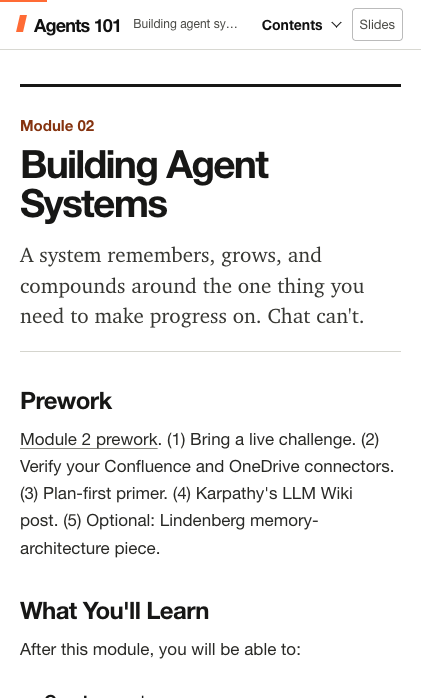 Agents 101
Building agent sy...
Contents
Slides
Module 02
Building Agent
Systems
A system remembers, grows, and
compounds around the one thing you
need to make progress on. Chat can't.
Prework
Module 2 prework. (1) Bring a live challenge. (2)
Verify your Confluence and OneDrive connectors.
(3) Plan-first primer. (4) Karpathy's LLM Wiki
post. (5) Optional: Lindenberg memory-
architecture piece.
What You'll Learn
After this module, you will be able to: